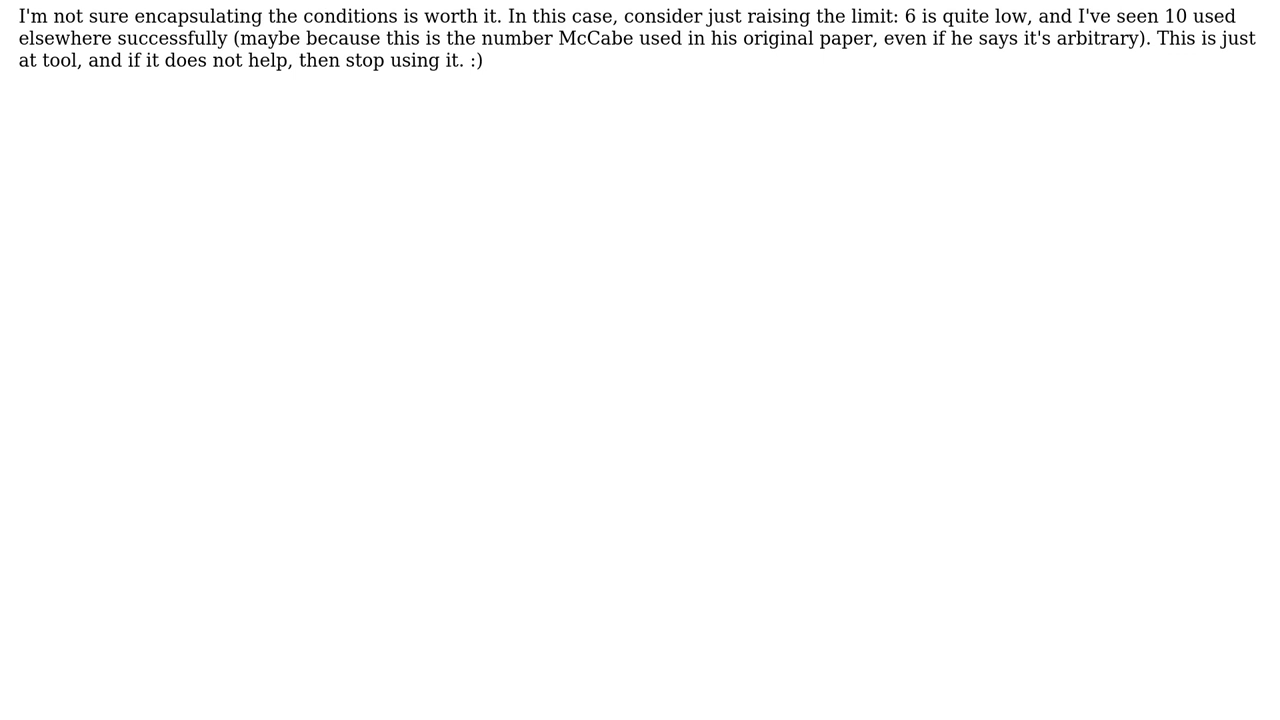 I'm not sure encapsulating the conditions is worth it. In this case, consider just raising the limit: 6 is quite low, and I've seen 10 used
elsewhere successfully (maybe because this is the number McCabe used in his original paper, even if he says it's arbitrary). This is just
at tool, and if it does not help, then stop using it. :)